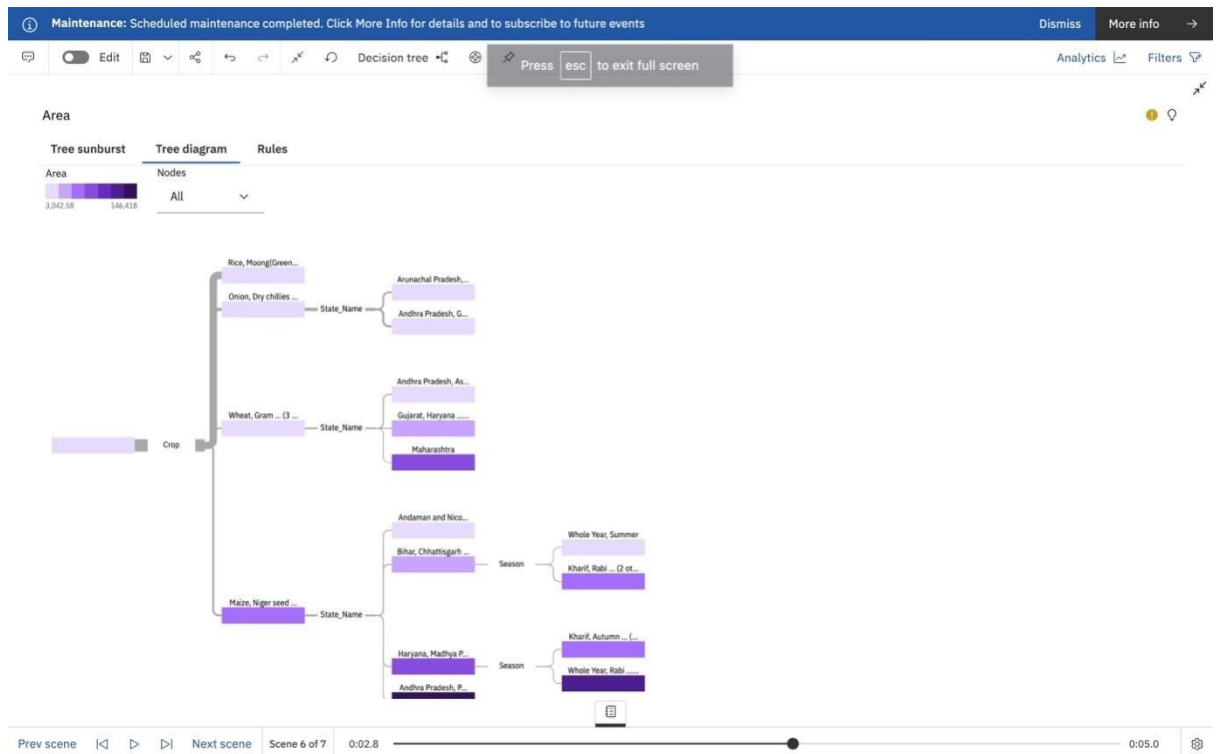 Maintenance: Scheduled maintenance completed. Click More Info for details and to subscribe to future events
Dismiss
More info
Edit
Decision tree
Press esc to exit full screen
Analytics
Filters
Area
Tree sunburst
Tree diagram
Rules
Area
3,042.58
146,418
Nodes
All
Rice, Moong(Green...
Onion, Dry chillies ...
State_Name
Arunachal Pradesh,...
Andhra Pradesh, G...
Wheat, Gram ... (3 ...
State_Name
Andhra Pradesh, As...
Gujarat, Haryana ......
Maharashtra
Crop
Maize, Niger seed ...
State_Name
Andaman and Nico...
Bihar, Chhattisgarh ...
Season
Whole Year, Summer
Kharif, Rabi ... (2 ot...
Haryana, Madhya P...
Season
Kharif, Autumn ... (...
Whole Year, Rabi ......
Andhra Pradesh, P...
Prev scene
Next scene
Scene 6 of 7
0:02.8
0:05.0